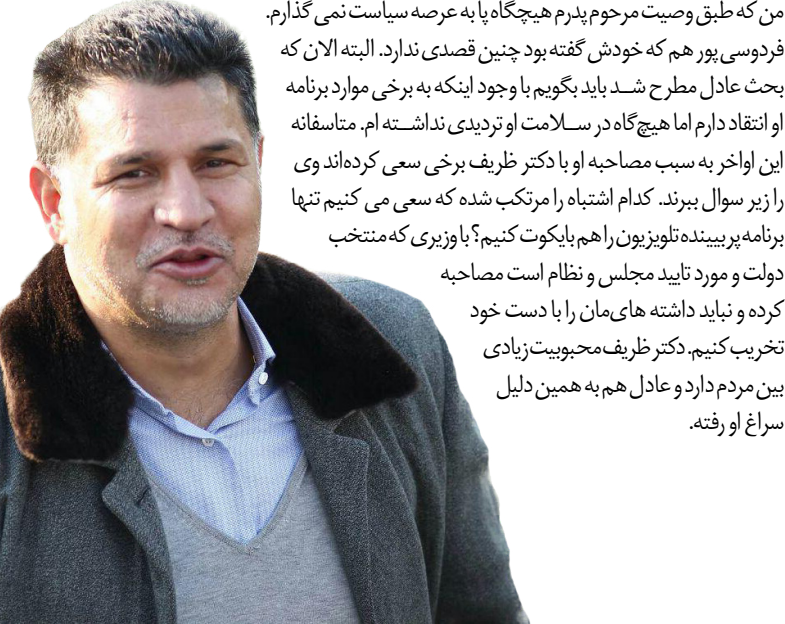 من که طبق وصیت مرحوم پدرم هیچگاه پا به عرصه سیاست نمی گذارم.
فردوسی پور هم که خودش گفته بود چنین قصدی ندارد. البته الان که
بحث عادل مطرح شــد باید بگویم با وجود اینکه به برخی موارد برنامه
او انتقاد دارم اما هیچ‌گاه در ســلامت او تردیدی نداشــته ام. متاسفانه
این اواخر به سبب مصاحبه او با دکتر ظریف برخی سعی کرده‌اند وی
را زیر سوال ببرند. کدام اشتباه را مرتکب شده که سعی می کنیم تنها
برنامه پر بییننده تلویزیون را هم بایکوت کنیم؟ با وزیری که منتخب
دولت و مورد تایید مجلس و نظام است مصاحبه
کرده و نباید داشته های‌مان را با دست خود
تخریب کنیم. دکتر ظریف محبوبیت زیادی
بین مردم دارد و عادل هم به همین دلیل
سراغ او رفته.